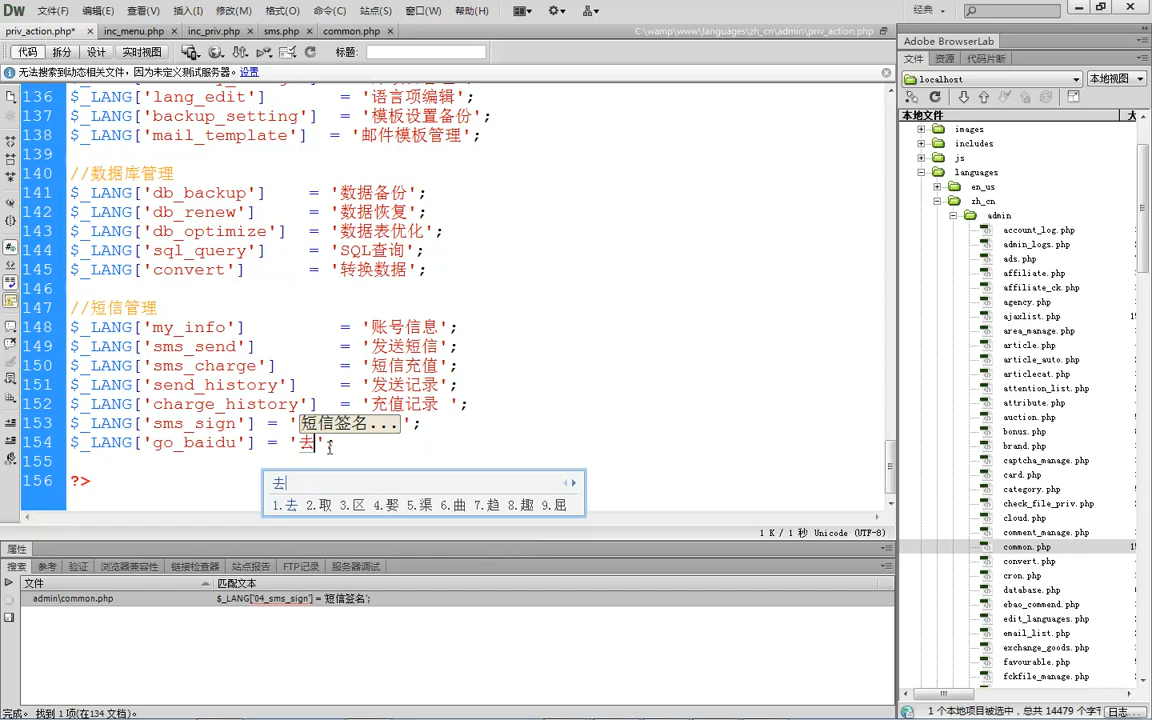 Dw 文件(F) 编辑(E) 查看(V) 插入(I) 修改(M) 格式(O) 命令(C) 站点(S) 窗口(W) 帮助(H) 经典
priv_action.php* × inc_menu.php × inc_priv.php × sms.php × common.php × C:\wamp\www\languages\zh_cn\admin\priv_action.php
代码 拆分 设计 实时视图 标题:
无法搜索到动态相关文件，因为未定义测试服务器。设置
136 $_LANG['lang_edit'] = '语言项编辑';
137 $_LANG['backup_setting'] = '模板设置备份';
138 $_LANG['mail_template'] = '邮件模板管理';
139
140 //数据库管理
141 $_LANG['db_backup'] = '数据备份';
142 $_LANG['db_renew'] = '数据恢复';
143 $_LANG['db_optimize'] = '数据表优化';
144 $_LANG['sql_query'] = 'SQL查询';
145 $_LANG['convert'] = '转换数据';
146
147 //短信管理
148 $_LANG['my_info'] = '账号信息';
149 $_LANG['sms_send'] = '发送短信';
150 $_LANG['sms_charge'] = '短信充值';
151 $_LANG['send_history'] = '发送记录';
152 $_LANG['charge_history'] = '充值记录 ';
153 $_LANG['sms_sign'] = '短信签名...';
154 $_LANG['go_baidu'] = '去';
155
156 ?>
去
1.去 2.取 3.区 4.娶 5.渠 6.曲 7.趋 8.趣 9.屈
1 K / 1 秒 Unicode (UTF-8)
属性
搜索 参考 验证 浏览器兼容性 链接检查器 站点报告 FTP记录 服务器调试
文件 匹配文本
admin\common.php $_LANG['04_sms_sign'] = '短信签名';
完成。 找到 1 项(在134 文档)。
Adobe BrowserLab
文件 资源 代码片断
localhost 本地视图
本地文件 大
images
includes
js
languages
en_us
zh_cn
admin
account_log.php
admin_logs.php
ads.php
affiliate.php
affiliate_ck.php
agency.php
ajaxlist.php
area_manage.php
article.php
article_auto.php
articlecat.php
attention_list.php
attribute.php
auction.php
bonus.php
brand.php
captcha_manage.php
card.php
category.php
check_file_priv.php
cloud.php
comment_manage.php
common.php
convert.php
cron.php
database.php
ebao_commend.php
edit_languages.php
email_list.php
exchange_goods.php
favourable.php
fckfile_manage.php
1 个本地项目被选中，总共 14479 个字节 日志...